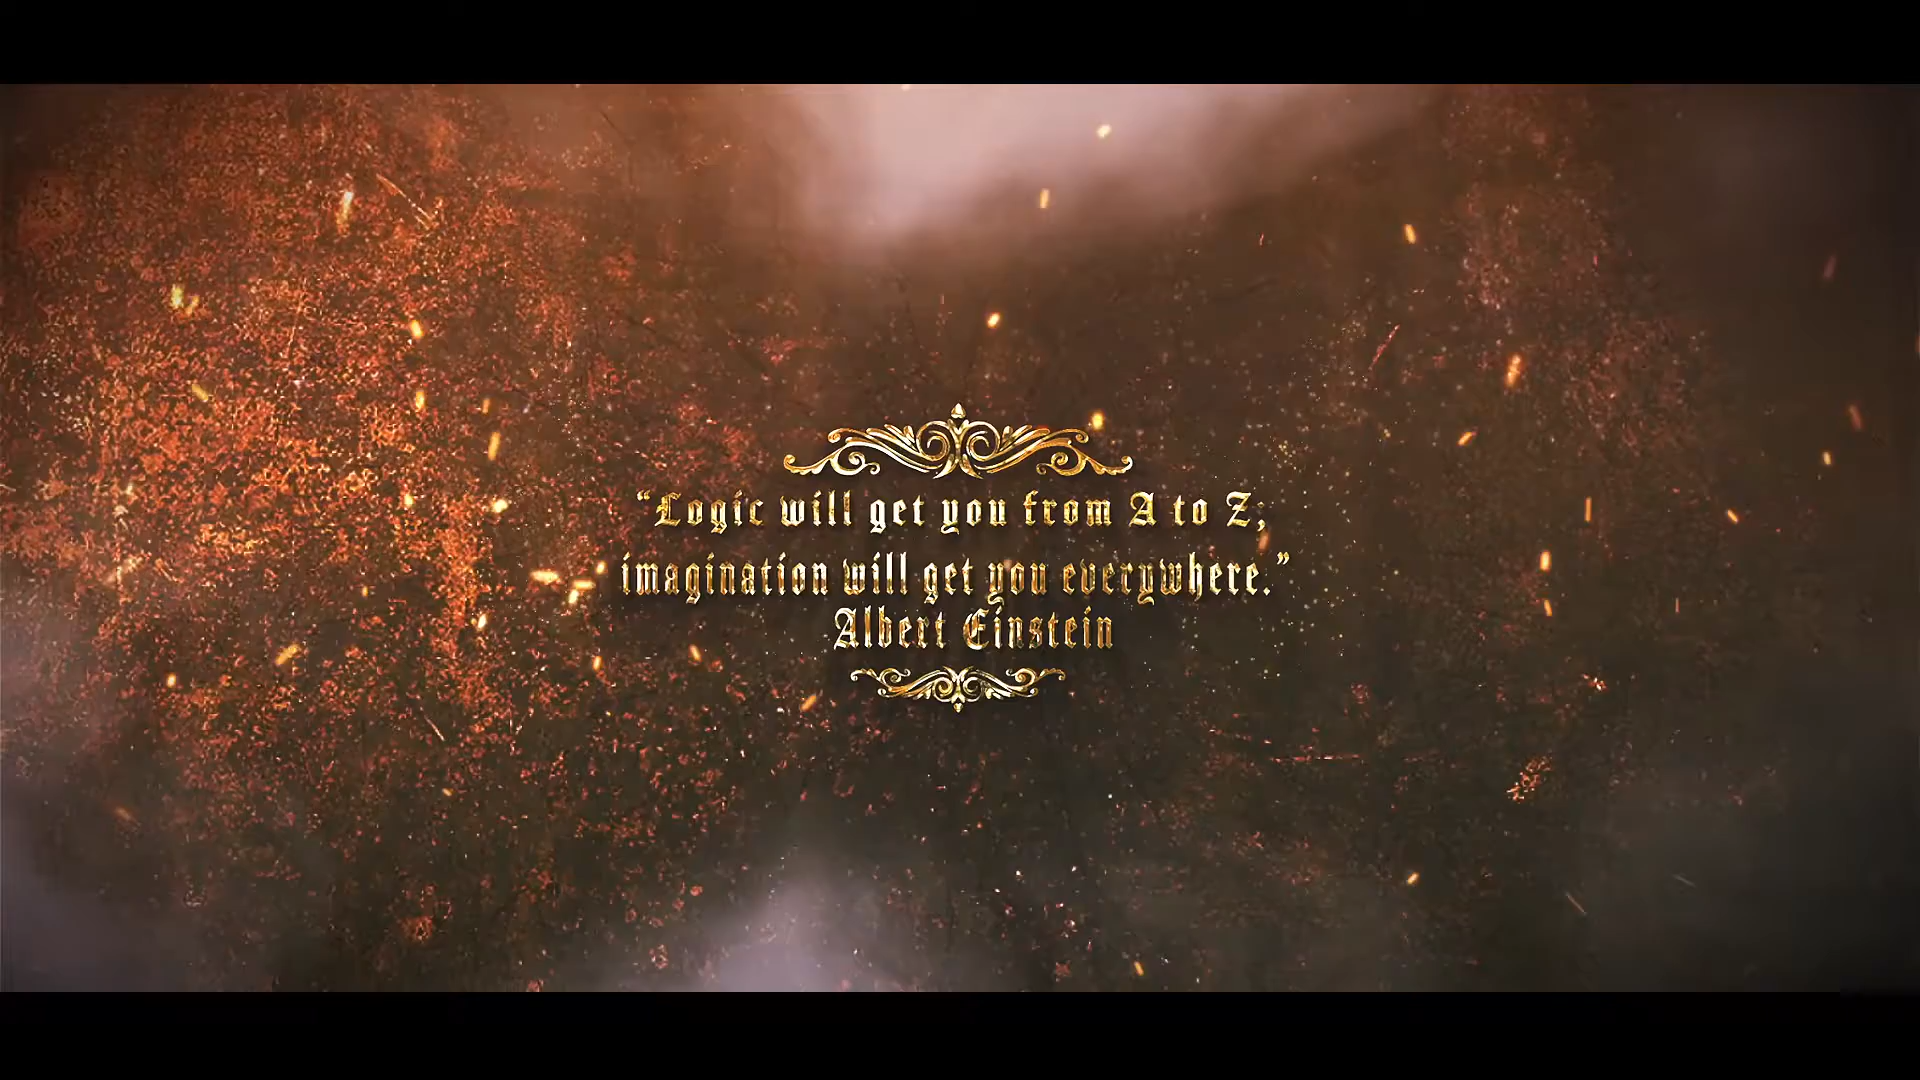 “Logic will get you from A to Z;
imagination will get you everywhere.”
Albert Einstein